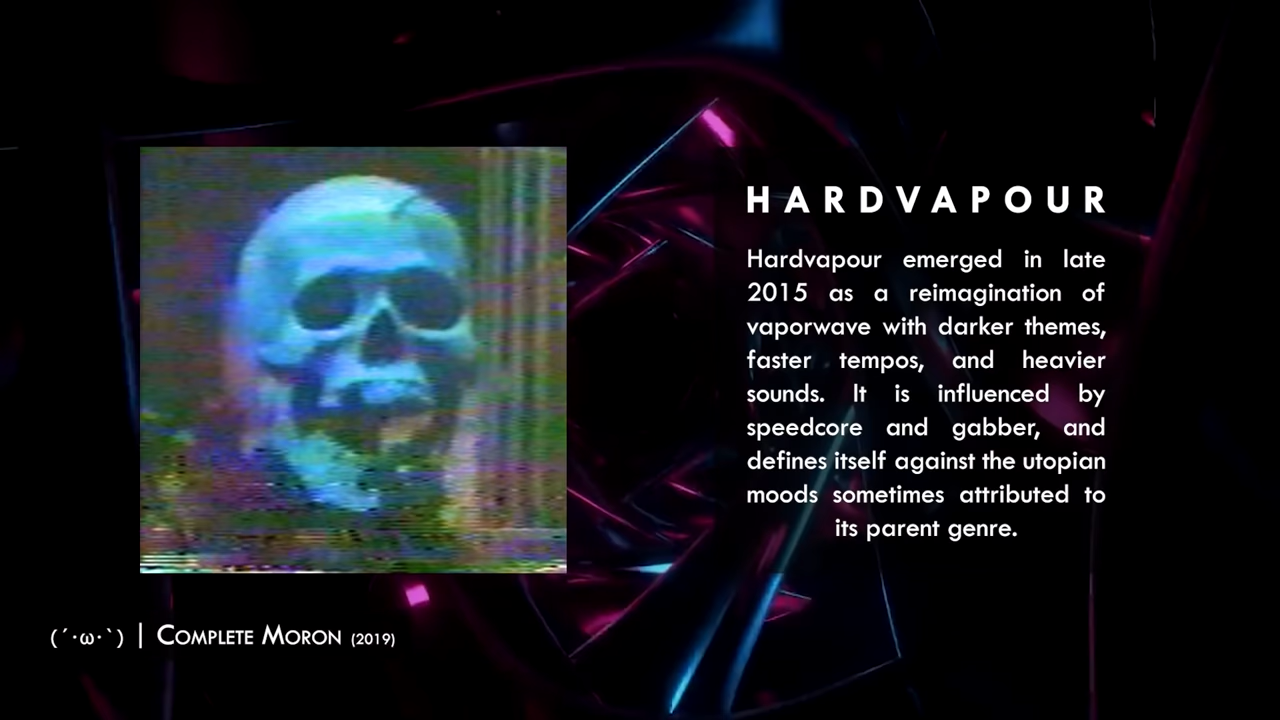 HARDVAPOUR
Hardvapour emerged in late
2015 as a reimagination of
vaporwave with darker themes,
faster tempos, and heavier
sounds. It is influenced by
speedcore and gabber, and
defines itself against the utopian
moods sometimes attributed to
its parent genre.
(´･ω･`) | Complete Moron (2019)